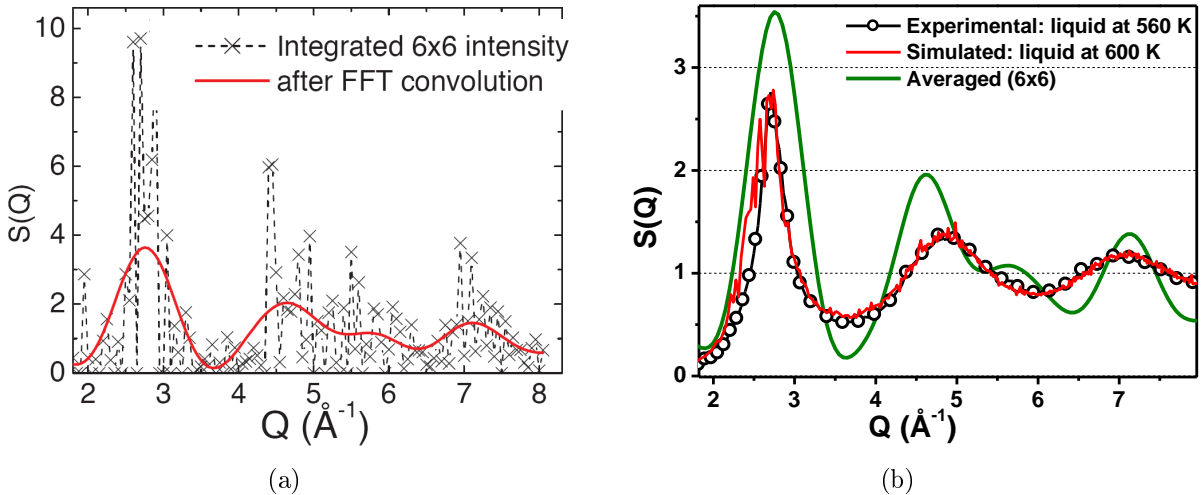 10
8
6
4
2
0
S(Q)
Integrated 6x6 intensity
after FFT convolution
2 3 4 5 6 7 8
Q (Å⁻¹)
(a)
3
2
1
0
S(Q)
Experimental: liquid at 560 K
Simulated: liquid at 600 K
Averaged (6x6)
2 3 4 5 6 7
Q (Å⁻¹)
(b)